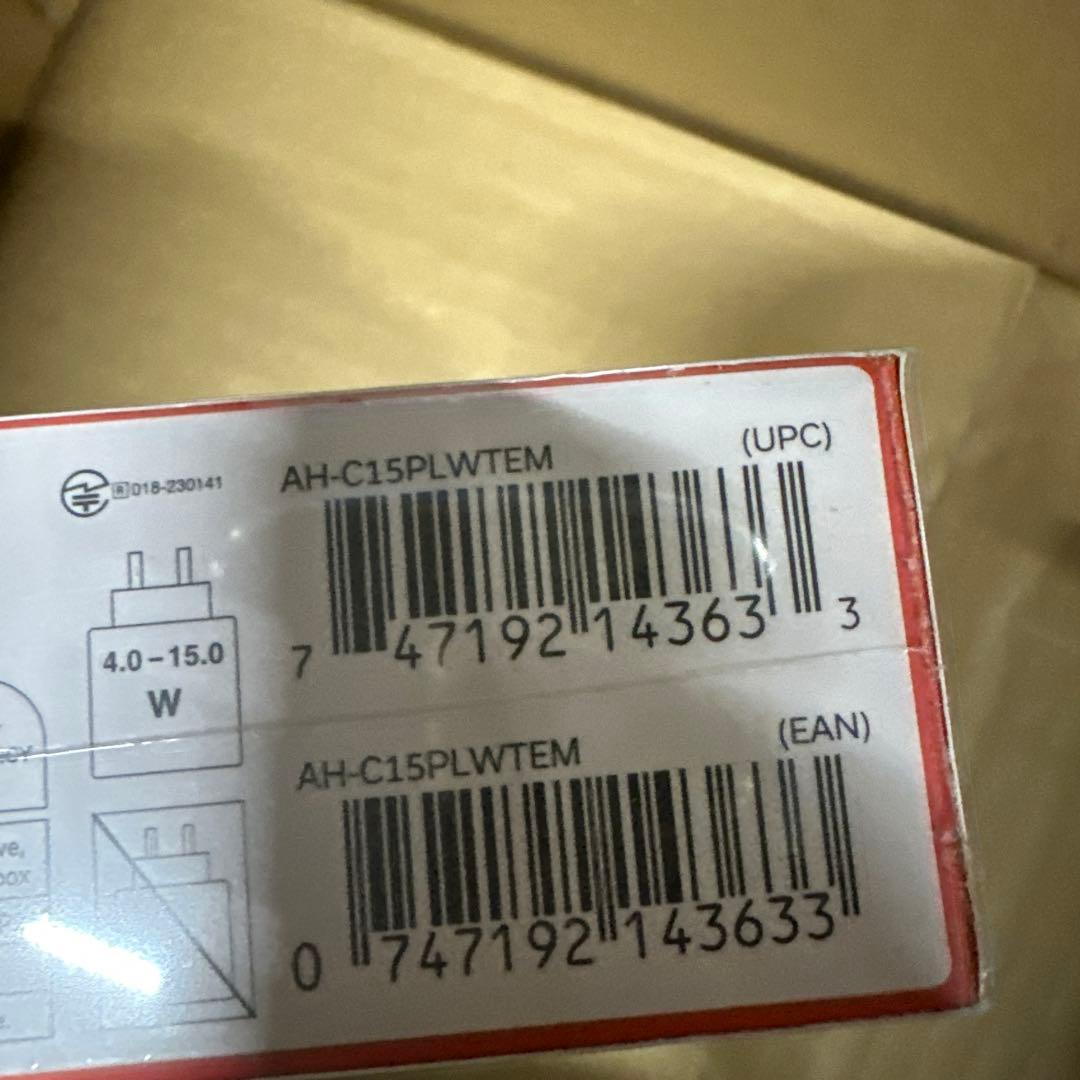 AH-C15PLWTEM (UPC)
R 018-230141
7 47192 14363 3
4.0–15.0
W
AH-C15PLWTEM (EAN)
0 747192 143633